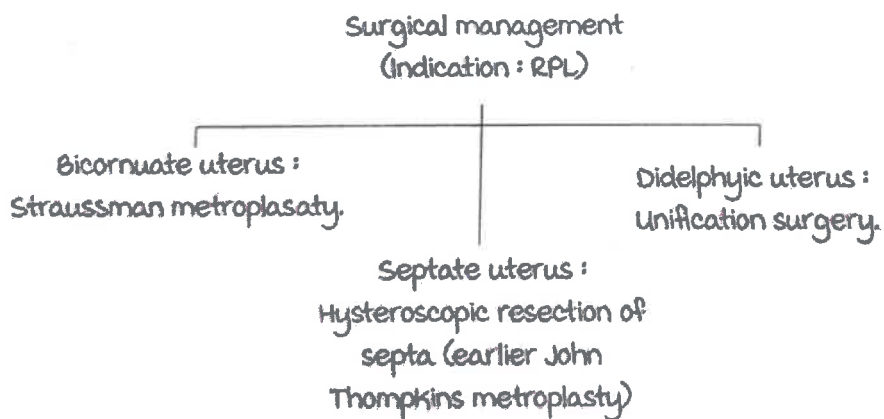 Surgical management
(Indication : RPL)
Bicornuate uterus :
Straussman metroplasaty.
Septate uterus :
Hysteroscopic resection of
septa (earlier John
Thompkins metroplasty)
Didelphyic uterus :
Unification surgery.